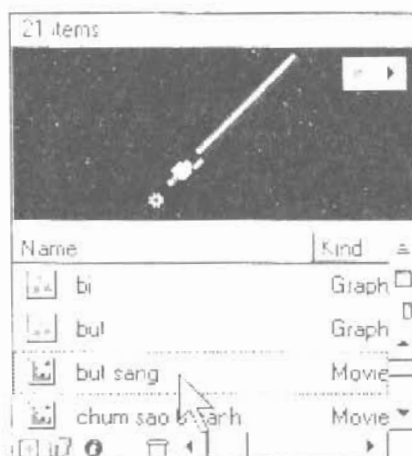 21 items
Name Kind
bi Graph
but Graph
but sang Movie
chum sao Movie